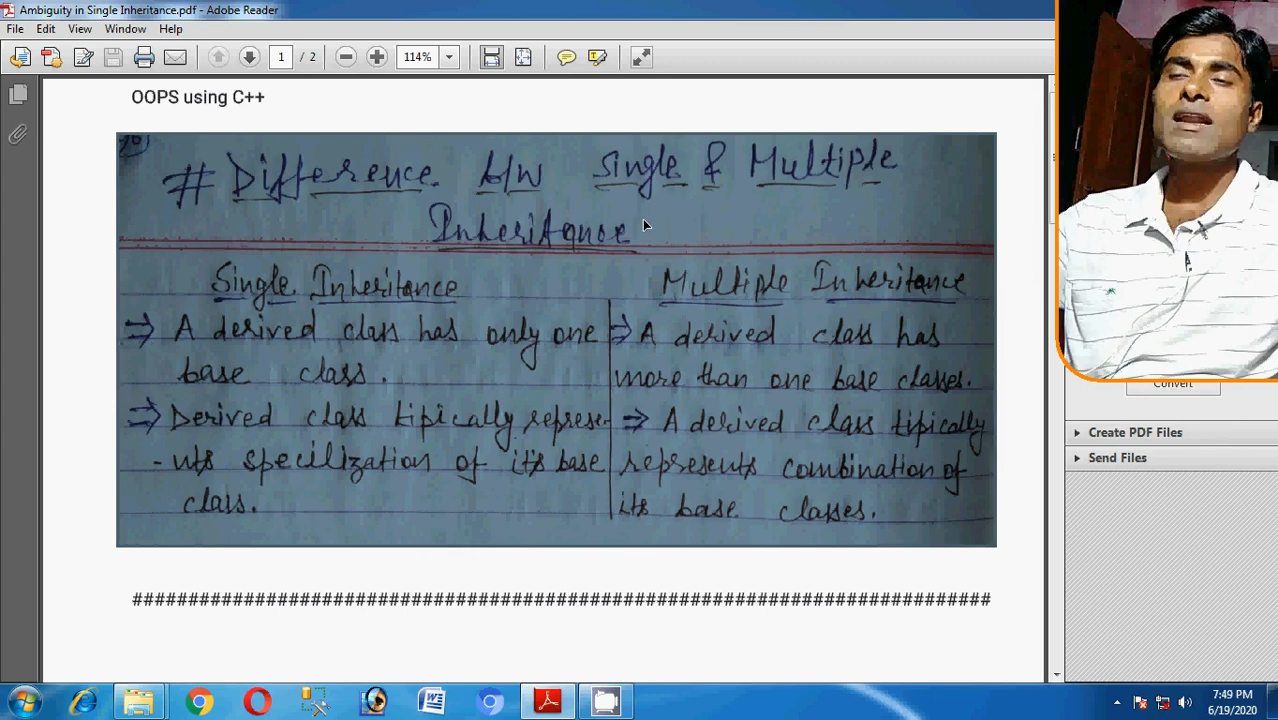 Ambiguity in Single Inheritance.pdf - Adobe Reader
File Edit View Window Help
1 / 2 114%
OOPS using C++
# Difference b/w Single & Multiple
Inheritance
Single Inheritance
⇒ A derived class has only one
base class.
⇒ Derived class tipically represe-
-nts specilization of it's base
class.
Multiple Inheritance
⇒ A derived class has
more than one base classes.
⇒ A derived class tipically
represents combination of
its base classes.
################################################################################
Convert
Create PDF Files
Send Files
7:49 PM
6/19/2020